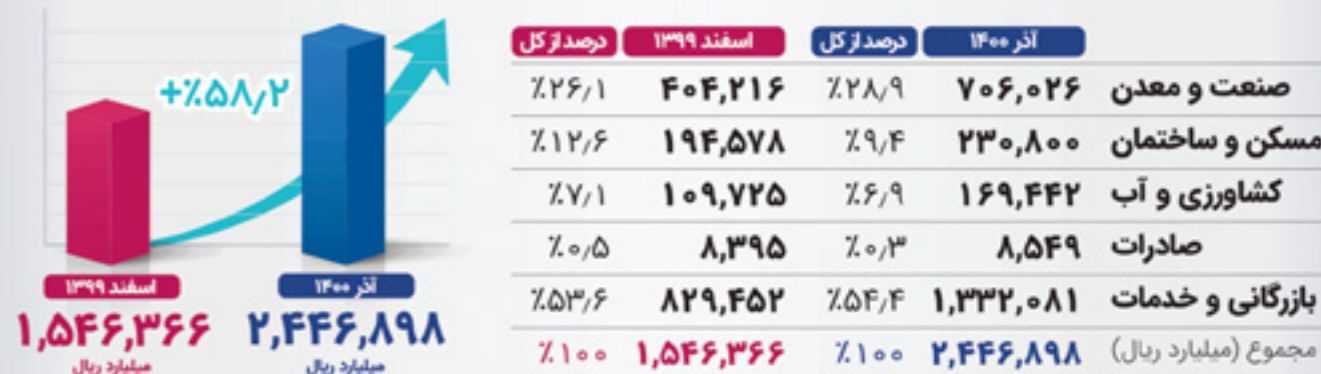 آذر ۱۴۰۰ درصد از کل اسفند ۱۳۹۹ درصد از کل
صنعت و معدن ۷۰۶,۰۲۶ ٪۲۸٫۹ ۴۰۴,۲۱۶ ٪۲۶٫۱
مسکن و ساختمان ۲۳۰,۸۰۰ ٪۹٫۴ ۱۹۴,۵۷۸ ٪۱۲٫۶
کشاورزی و آب ۱۶۹,۴۴۲ ٪۶٫۹ ۱۰۹,۷۲۵ ٪۷٫۱
صادرات ۸,۵۴۹ ٪۰٫۳ ۸,۳۹۵ ٪۰٫۵
بازرگانی و خدمات ۱,۳۳۲,۰۸۱ ٪۵۴٫۴ ۸۲۹,۴۵۲ ٪۵۳٫۶
مجموع (میلیارد ریال) ۲,۴۴۶,۸۹۸ ٪۱۰۰ ۱,۵۴۶,۳۶۶ ٪۱۰۰
+٪۵۸٫۲
آذر ۱۴۰۰ اسفند ۱۳۹۹
۲,۴۴۶,۸۹۸ ۱,۵۴۶,۳۶۶
میلیارد ریال میلیارد ریال